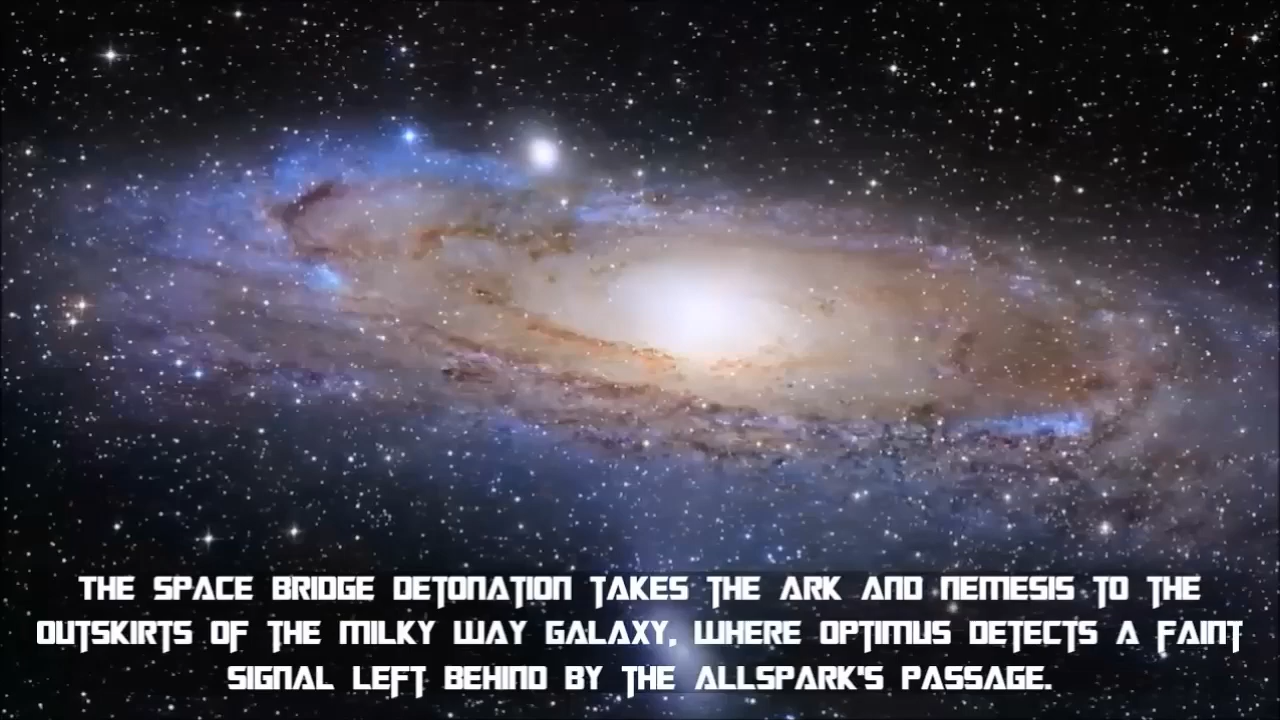 THE SPACE BRIDGE DETONATION TAKES THE ARK AND NEMESIS TO THE
OUTSKIRTS OF THE MILKY WAY GALAXY, WHERE OPTIMUS DETECTS A FAINT
SIGNAL LEFT BEHIND BY THE ALLSPARK'S PASSAGE.